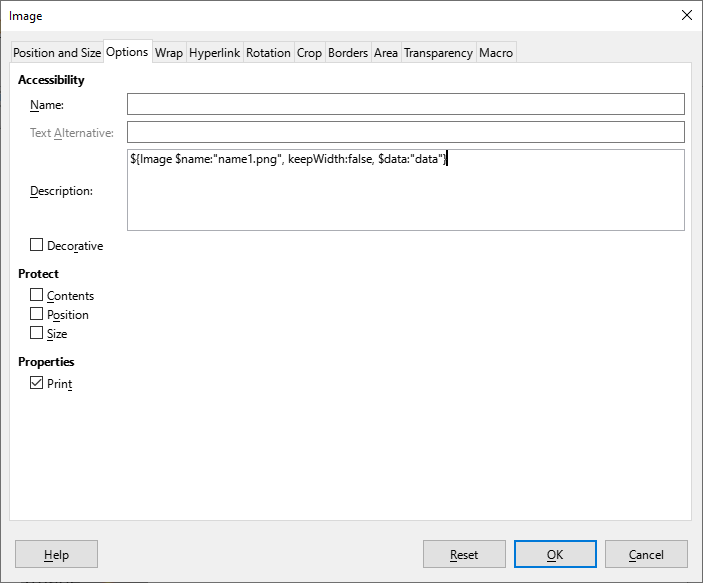 Image
Position and Size Options Wrap Hyperlink Rotation Crop Borders Area Transparency Macro
Accessibility
Name:
Text Alternative:
${Image $name:"name1.png", keepWidth:false, $data:"data"}
Description:
Decorative
Protect
Contents
Position
Size
Properties
Print
Help Reset OK Cancel